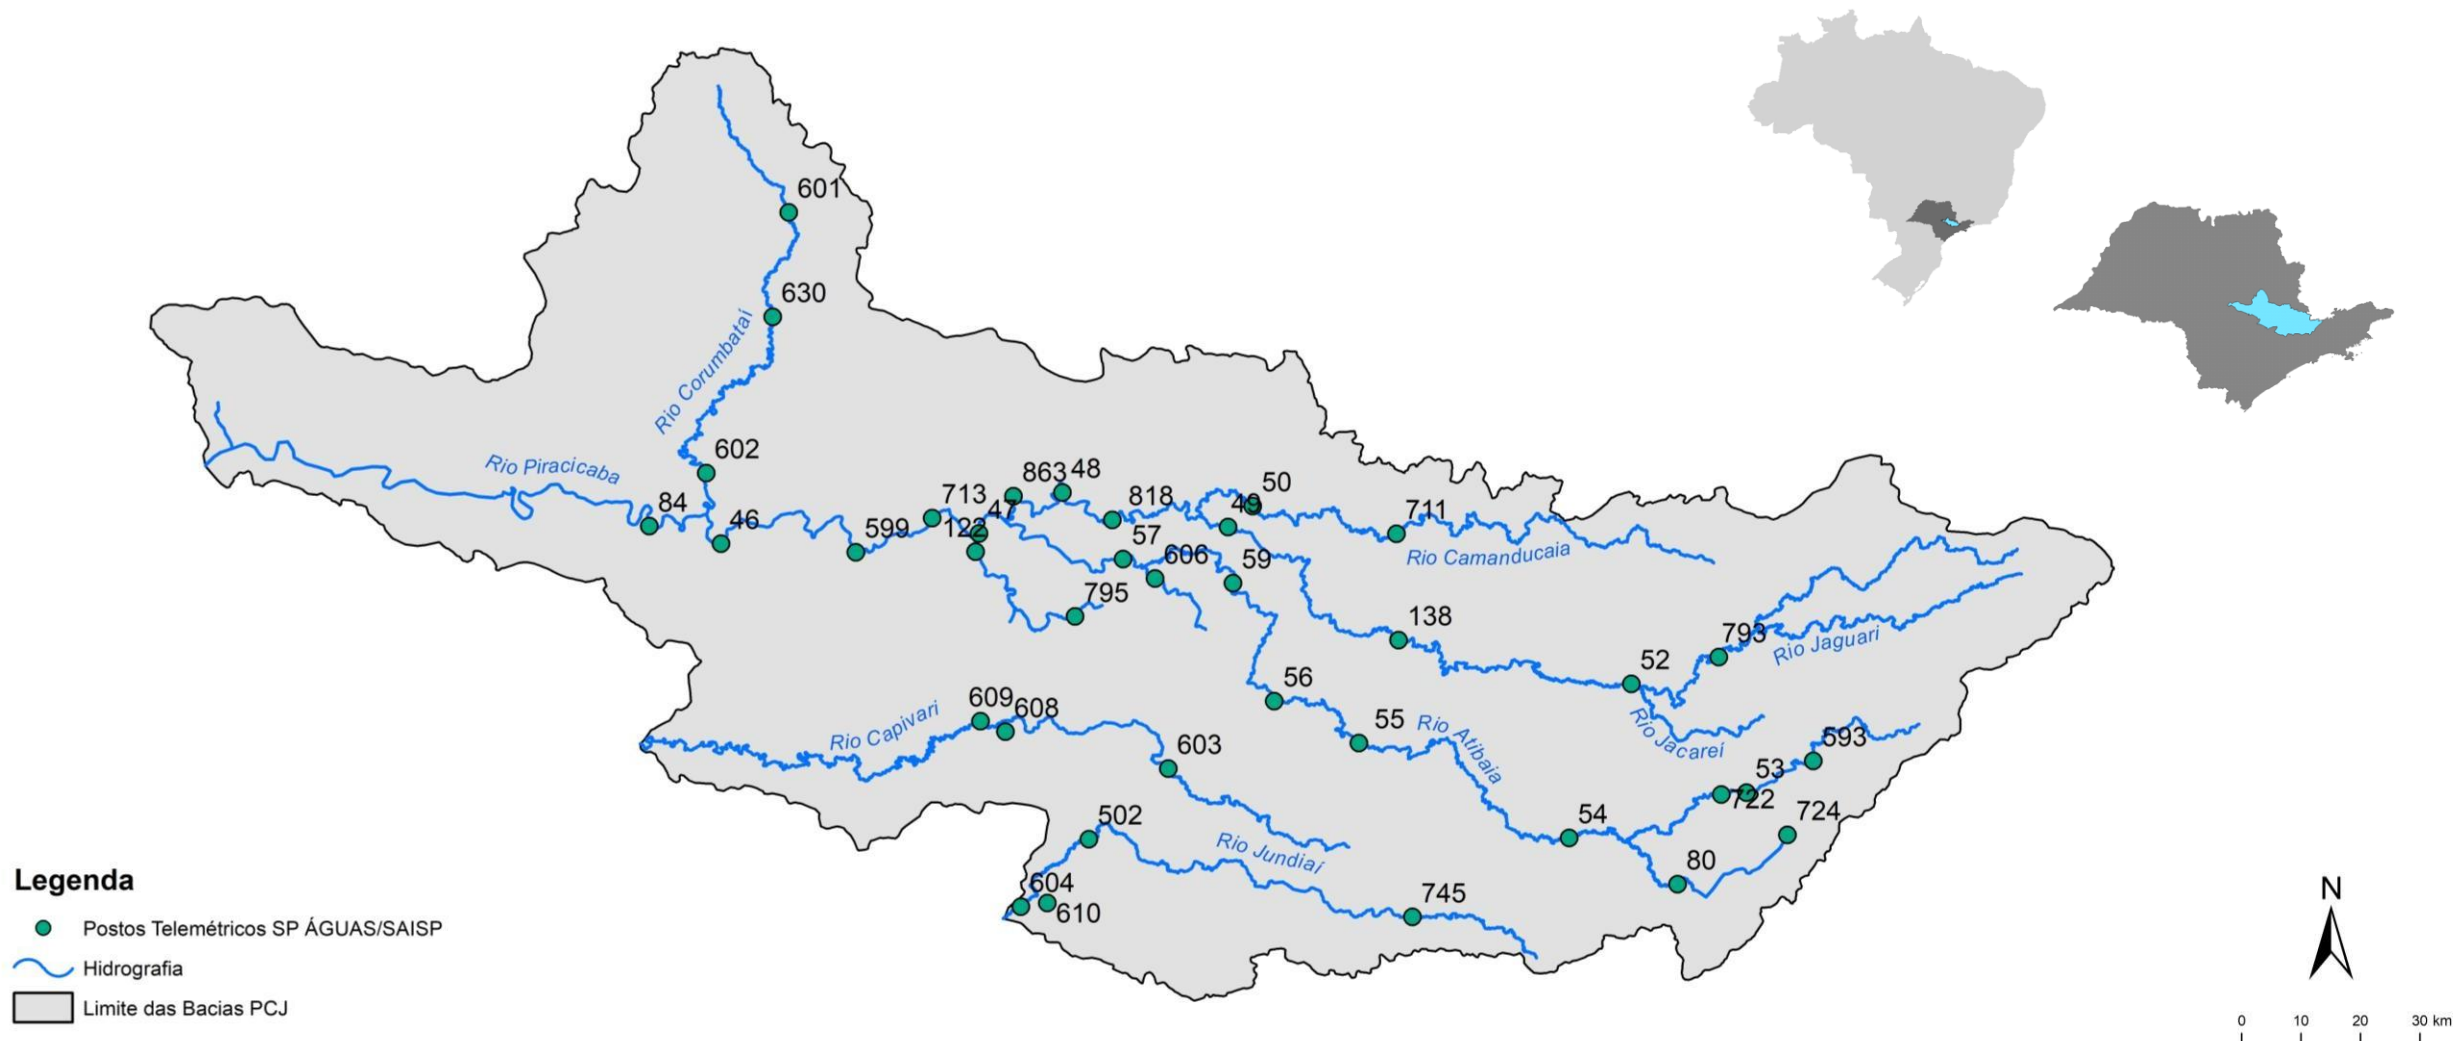 601
630
Rio Corumbataí
602
Rio Piracicaba
84
46
599
713
122
47
863
48
818
57
606
795
49
50
59
711
Rio Camanducaia
138
793
Rio Jaguari
52
Rio Jacareí
56
55
Rio Atibaia
593
53
722
724
54
80
609
608
Rio Capivari
603
502
Rio Jundiaí
604
610
745
Legenda
Postos Telemétricos SP ÁGUAS/SAISP
Hidrografia
Limite das Bacias PCJ
N
0 10 20 30 km